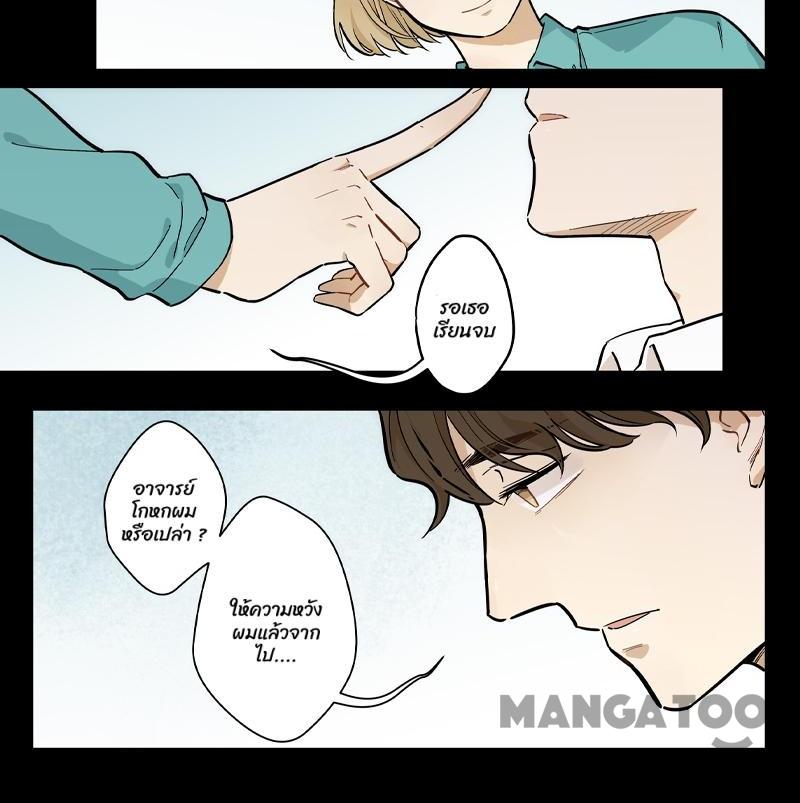 รอเธอ
เรียนจบ
อาจารย์
โกหกผม
หรือเปล่า ?
ให้ความหวัง
ผมแล้วจาก
ไป....
MANGATOO